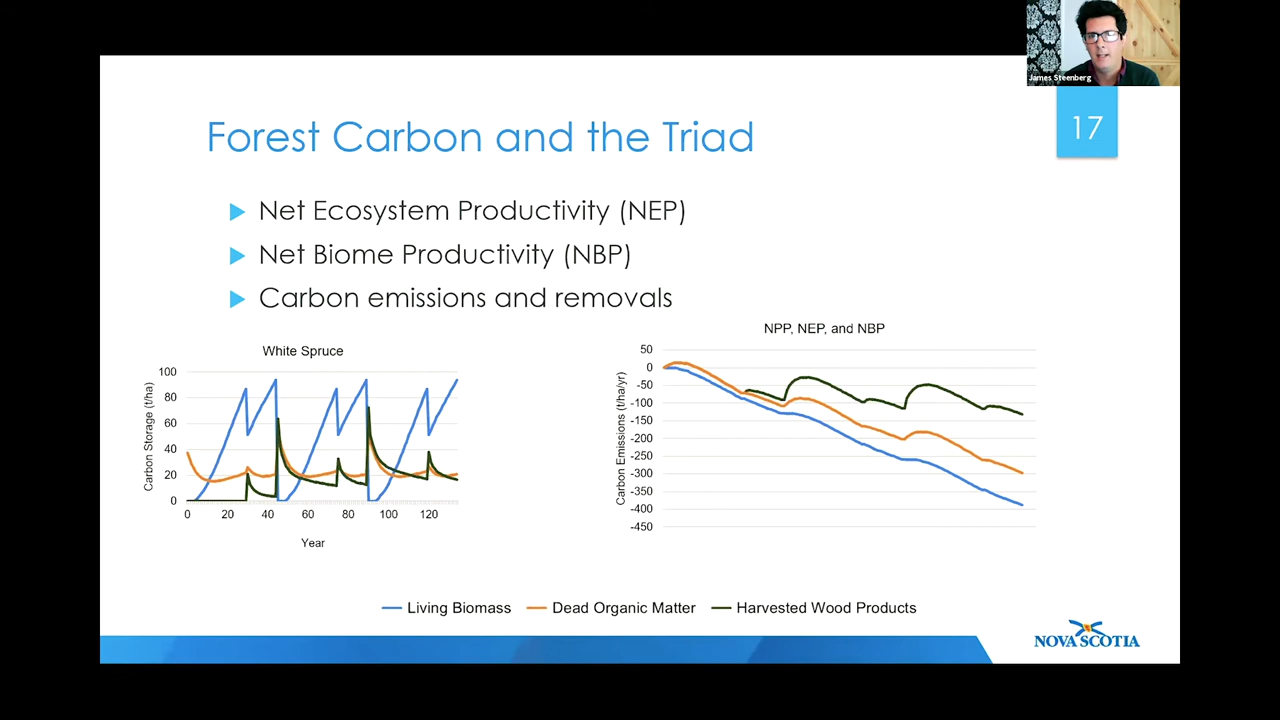 James Steenberg
17
Forest Carbon and the Triad
Net Ecosystem Productivity (NEP)
Net Biome Productivity (NBP)
Carbon emissions and removals
White Spruce
Carbon Storage (t/ha)
100
80
60
40
20
0
0 20 40 60 80 100 120
Year
NPP, NEP, and NBP
Carbon Emissions (t/ha/yr)
50
0
-50
-100
-150
-200
-250
-300
-350
-400
-450
Living Biomass Dead Organic Matter Harvested Wood Products
NOVA SCOTIA